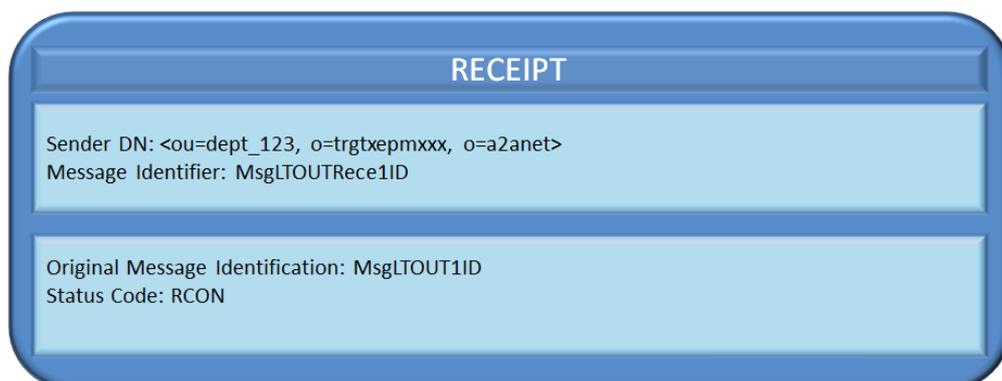 RECEIPT
Sender DN: <ou=dept_123, o=trgtxepmxxx, o=a2anet>
Message Identifier: MsgLTOUTRece1ID
Original Message Identification: MsgLTOUT1ID
Status Code: RCON